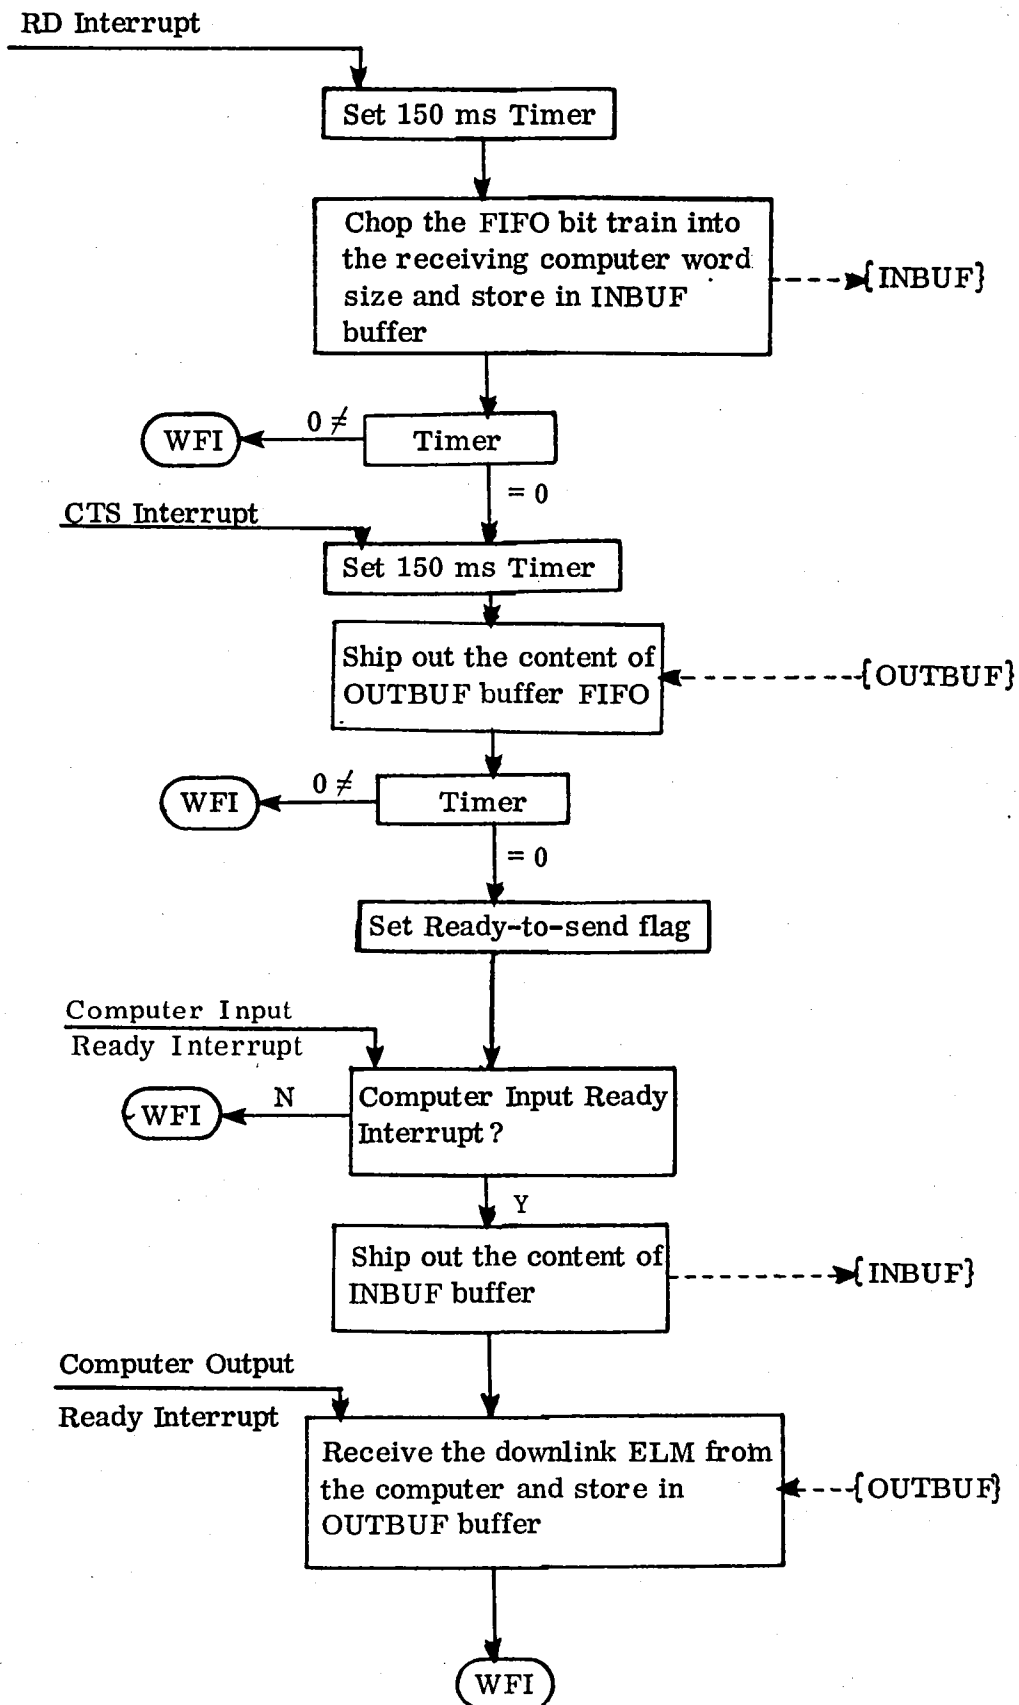 RD Interrupt
Set 150 ms Timer
Chop the FIFO bit train into
the receiving computer word
size and store in INBUF
buffer
{INBUF}
0 ≠
WFI
Timer
= 0
CTS Interrupt
Set 150 ms Timer
Ship out the content of
OUTBUF buffer FIFO
{OUTBUF}
0 ≠
WFI
Timer
= 0
Set Ready-to-send flag
Computer Input
Ready Interrupt
N
WFI
Computer Input Ready
Interrupt?
Y
Ship out the content of
INBUF buffer
{INBUF}
Computer Output
Ready Interrupt
Receive the downlink ELM from
the computer and store in
OUTBUF buffer
{OUTBUF}
WFI